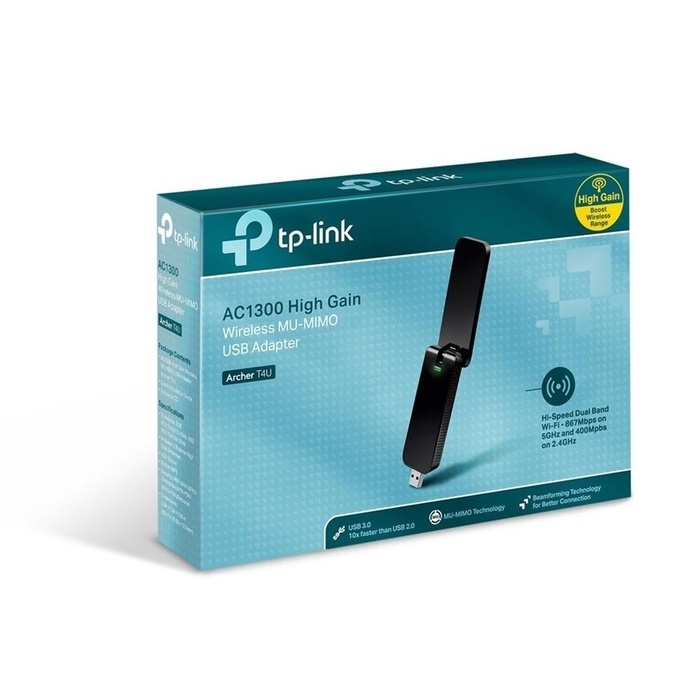 tp-link
High Gain
Boost
Wireless
Range
tp-link
AC1300 High Gain
Wireless MU-MIMO
USB Adapter
Archer T4U
Hi-Speed Dual Band
Wi-Fi - 867Mbps on
5GHz and 400Mpbs
on 2.4GHz
USB 3.0
10x faster than USB 2.0
MU-MIMO Technology
Beamforming Technology
for Better Connection
tp-link
AC1300
High Gain
Wireless MU-MIMO
USB Adapter
Archer T4U
Package Contents
Specifications